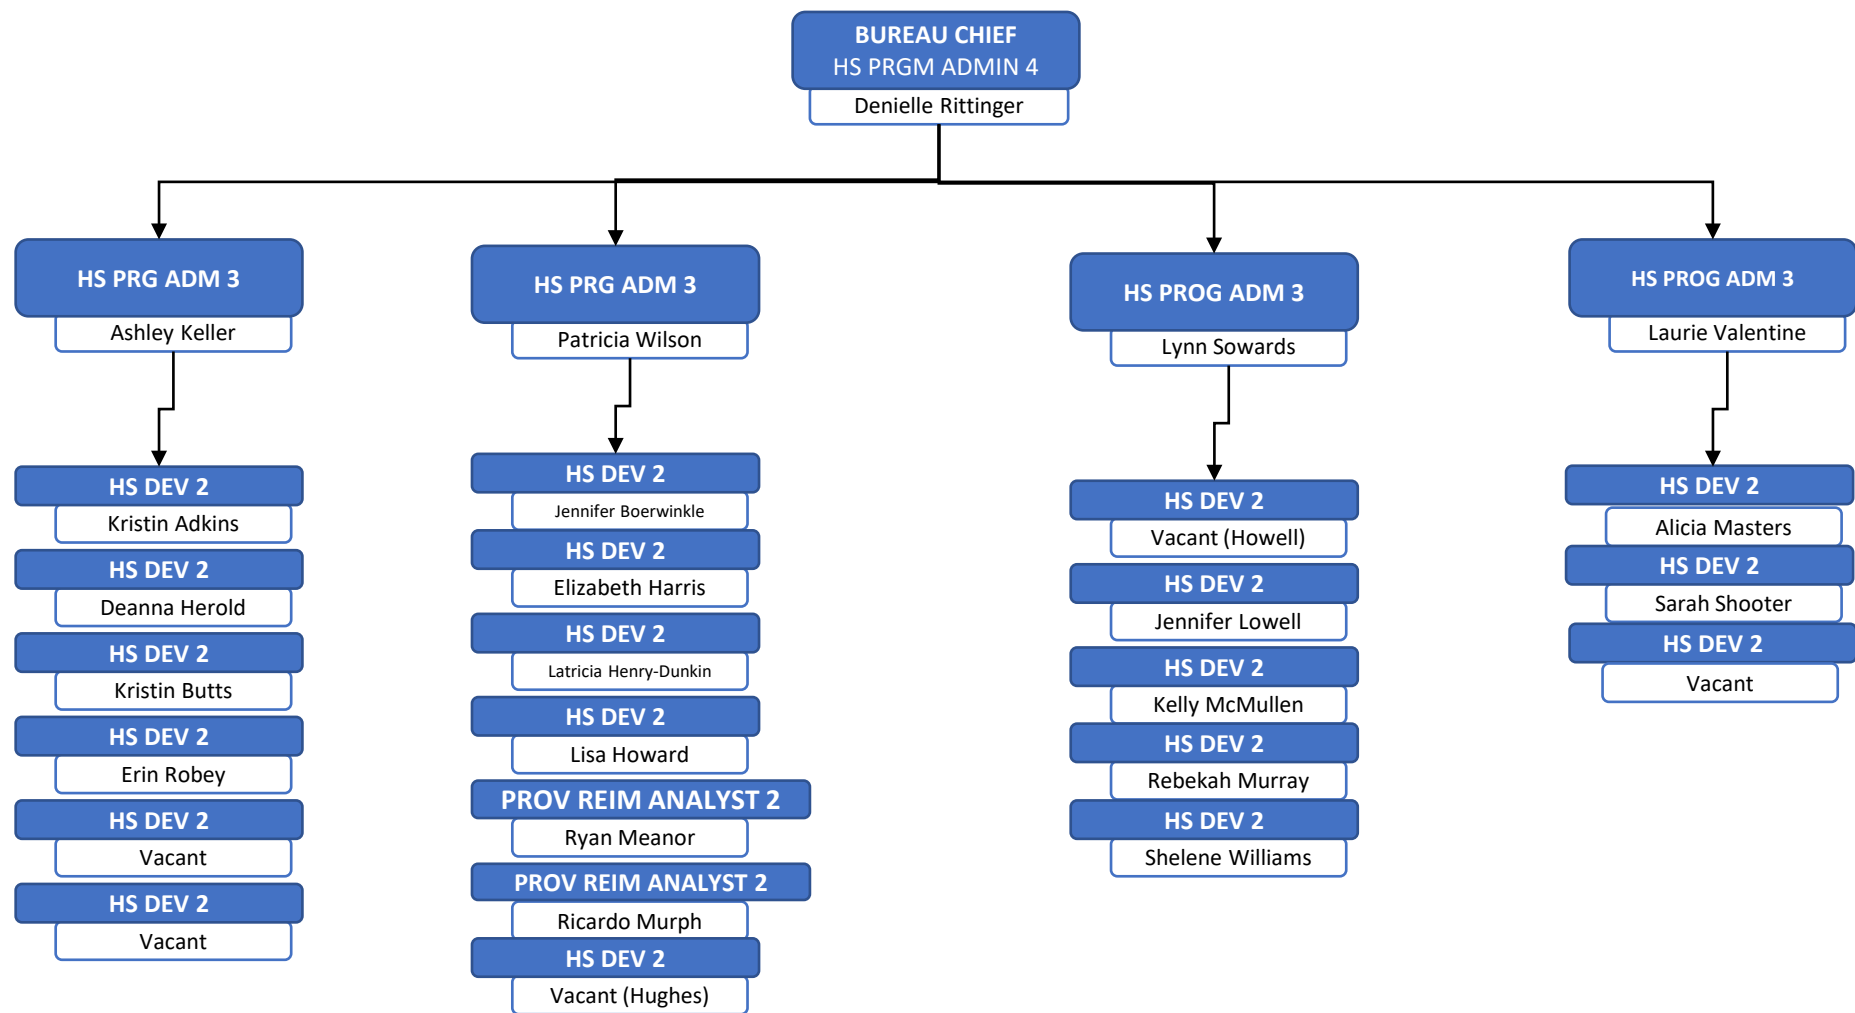 BUREAU CHIEF
HS PRGM ADMIN 4
Denielle Rittinger
HS PRG ADM 3
Ashley Keller
HS DEV 2
Kristin Adkins
HS DEV 2
Deanna Herold
HS DEV 2
Kristin Butts
HS DEV 2
Erin Robey
HS DEV 2
Vacant
HS DEV 2
Vacant
HS PRG ADM 3
Patricia Wilson
HS DEV 2
Jennifer Boerwinkle
HS DEV 2
Elizabeth Harris
HS DEV 2
Latricia Henry-Dunkin
HS DEV 2
Lisa Howard
PROV REIM ANALYST 2
Ryan Meanor
PROV REIM ANALYST 2
Ricardo Murph
HS DEV 2
Vacant (Hughes)
HS PROG ADM 3
Lynn Sowards
HS DEV 2
Vacant (Howell)
HS DEV 2
Jennifer Lowell
HS DEV 2
Kelly McMullen
HS DEV 2
Rebekah Murray
HS DEV 2
Shelene Williams
HS PROG ADM 3
Laurie Valentine
HS DEV 2
Alicia Masters
HS DEV 2
Sarah Shooter
HS DEV 2
Vacant